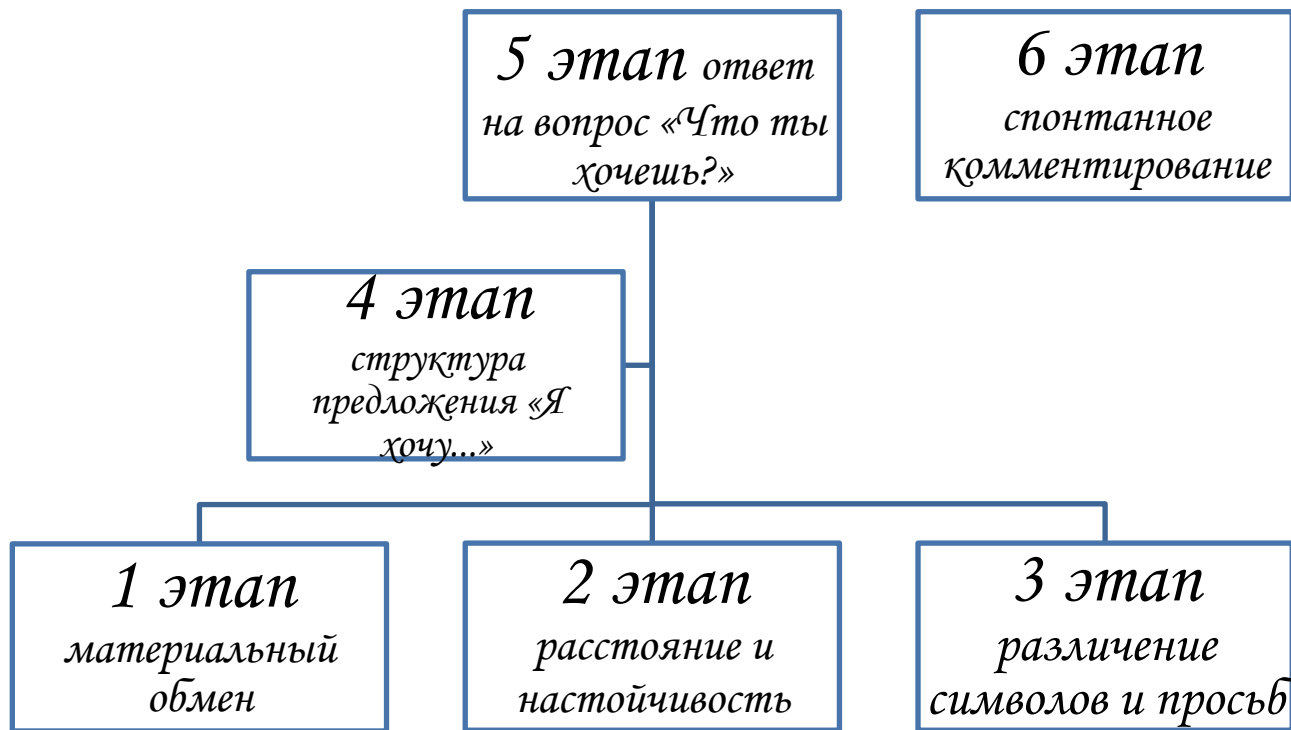 5 этап ответ
на вопрос «Что ты
хочешь?»
6 этап
спонтанное
комментирование
4 этап
структура
предложения «Я
хочу...»
1 этап
материальный
обмен
2 этап
расстояние и
настойчивость
3 этап
различение
символов и просьб